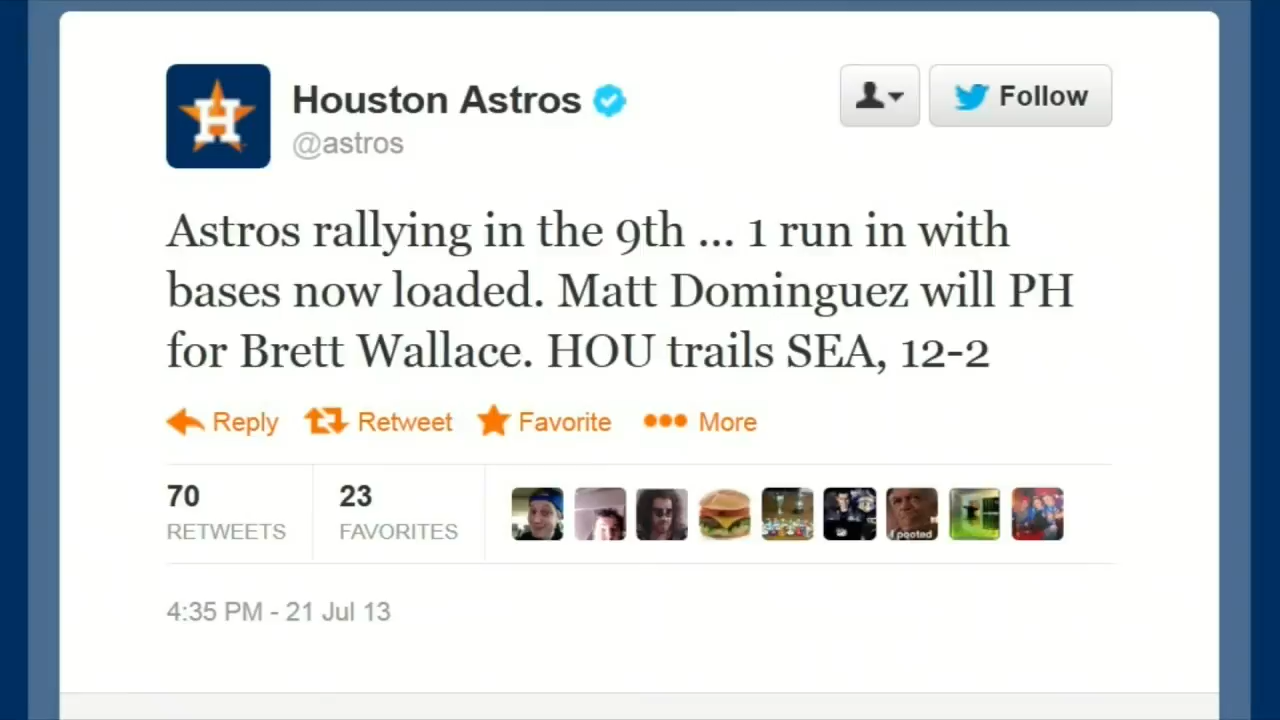 Houston Astros
@astros
Follow
Astros rallying in the 9th ... 1 run in with
bases now loaded. Matt Dominguez will PH
for Brett Wallace. HOU trails SEA, 12-2
Reply Retweet Favorite More
70 23
RETWEETS FAVORITES
I pooted
4:35 PM - 21 Jul 13